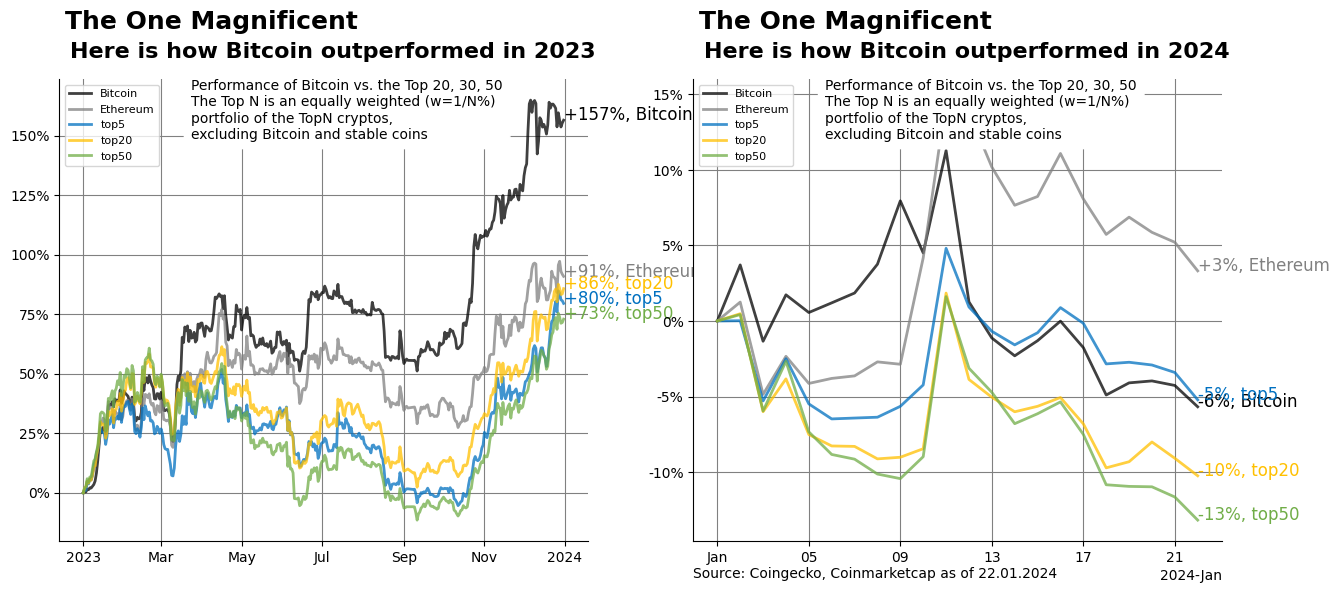 The One Magnificent
Here is how Bitcoin outperformed in 2023
Performance of Bitcoin vs. the Top 20, 30, 50
The Top N is an equally weighted (w=1/N%)
portfolio of the TopN cryptos,
excluding Bitcoin and stable coins
Bitcoin
Ethereum
top5
top20
top50
150%
125%
100%
75%
50%
25%
0%
+157%, Bitcoin
+91%, Ethereum
+86%, top20
+80%, top5
+73%, top50
2023
Mar
May
Jul
Sep
Nov
2024
The One Magnificent
Here is how Bitcoin outperformed in 2024
Performance of Bitcoin vs. the Top 20, 30, 50
The Top N is an equally weighted (w=1/N%)
portfolio of the TopN cryptos,
excluding Bitcoin and stable coins
Bitcoin
Ethereum
top5
top20
top50
15%
10%
5%
0%
-5%
-10%
+3%, Ethereum
-5%, top5
-6%, Bitcoin
-10%, top20
-13%, top50
Jan
05
09
13
17
21
2024-Jan
Source: Coingecko, Coinmarketcap as of 22.01.2024